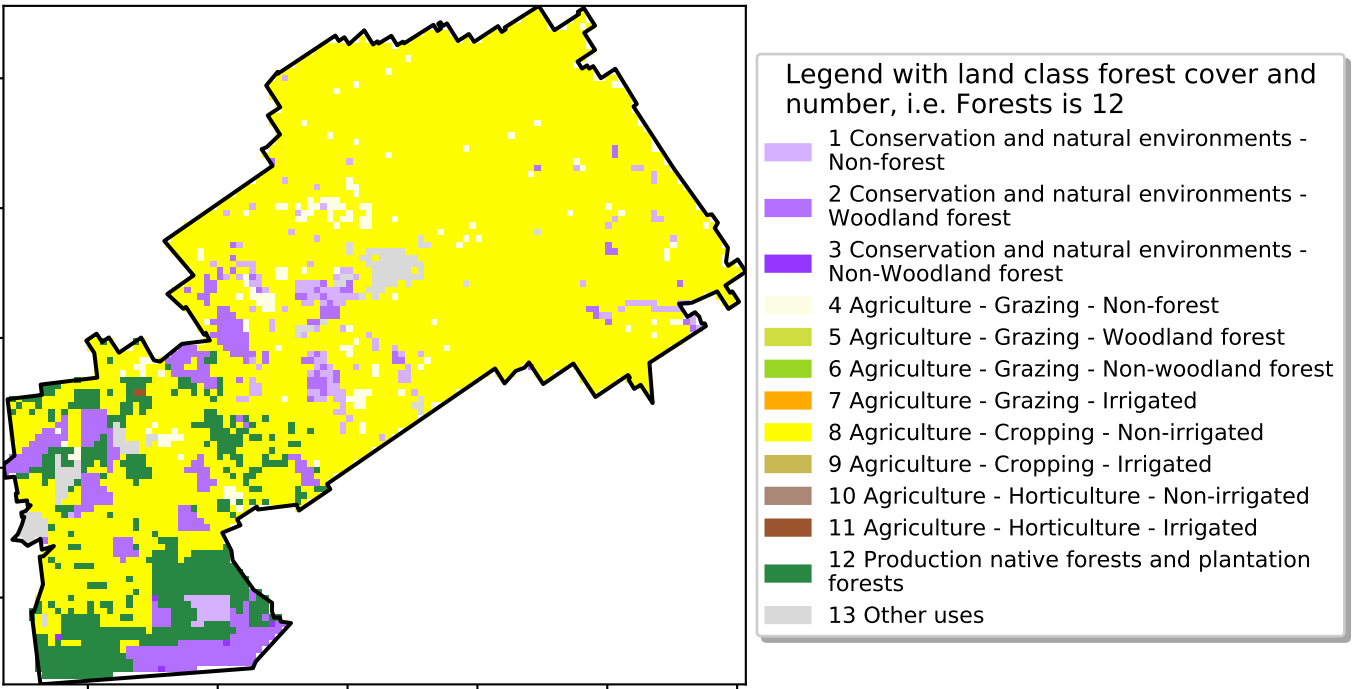 Legend with land class forest cover and
number, i.e. Forests is 12
1 Conservation and natural environments -
Non-forest
2 Conservation and natural environments -
Woodland forest
3 Conservation and natural environments -
Non-Woodland forest
4 Agriculture - Grazing - Non-forest
5 Agriculture - Grazing - Woodland forest
6 Agriculture - Grazing - Non-woodland forest
7 Agriculture - Grazing - Irrigated
8 Agriculture - Cropping - Non-irrigated
9 Agriculture - Cropping - Irrigated
10 Agriculture - Horticulture - Non-irrigated
11 Agriculture - Horticulture - Irrigated
12 Production native forests and plantation
forests
13 Other uses